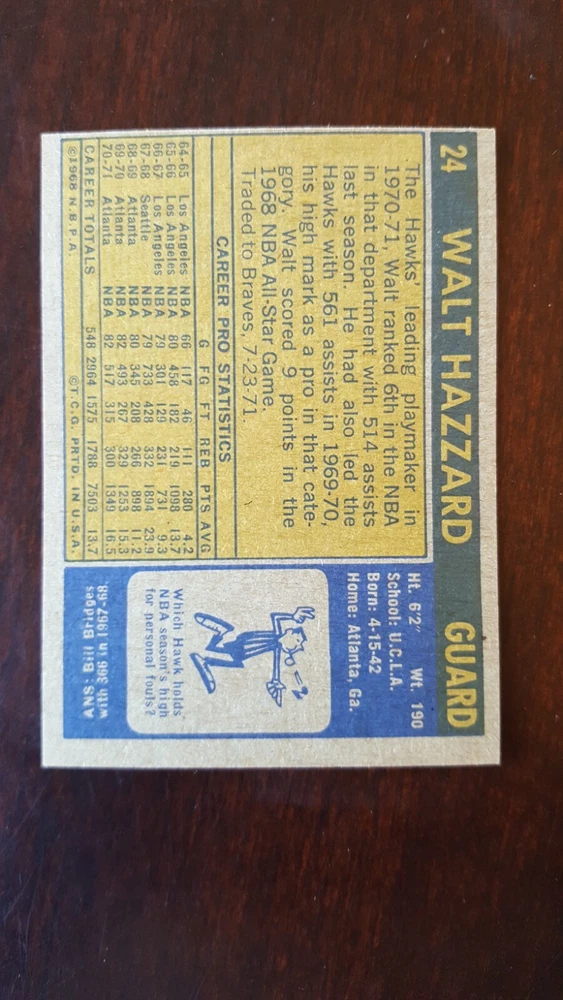 24 WALT HAZZARD GUARD
The Hawks' leading playmaker in
1970-71, Walt ranked 6th in the NBA
in that department with 514 assists
last season. He had also led the
Hawks with 561 assists in 1969-70,
his high mark as a pro in that cate-
gory. Walt scored 9 points in the
1968 NBA All-Star Game.
Traded to Braves, 7-23-71.
CAREER PRO STATISTICS
G FG FT REB PTS AVG
64-65 Los Angeles NBA 66 117 46 111 280 4.2
65-66 Los Angeles NBA 80 458 182 219 1098 13.7
66-67 Los Angeles NBA 79 301 129 231 731 9.3
67-68 Seattle NBA 79 733 428 332 1894 23.9
68-69 Atlanta NBA 80 345 208 266 898 11.2
69-70 Atlanta NBA 82 493 267 329 1253 15.3
70-71 Atlanta NBA 82 517 315 300 1349 16.5
CAREER TOTALS 548 2964 1575 1788 7503 13.7
©1968 N.B.P.A. ©T.C.G. PRTD. IN U.S.A.
Ht. 6'2" Wt. 190
School: U.C.L.A.
Born: 4-15-42
Home: Atlanta, Ga.
Which Hawk holds
NBA season's high
for personal fouls?
ANS: Bill Bridges
with 366 in 1967-68